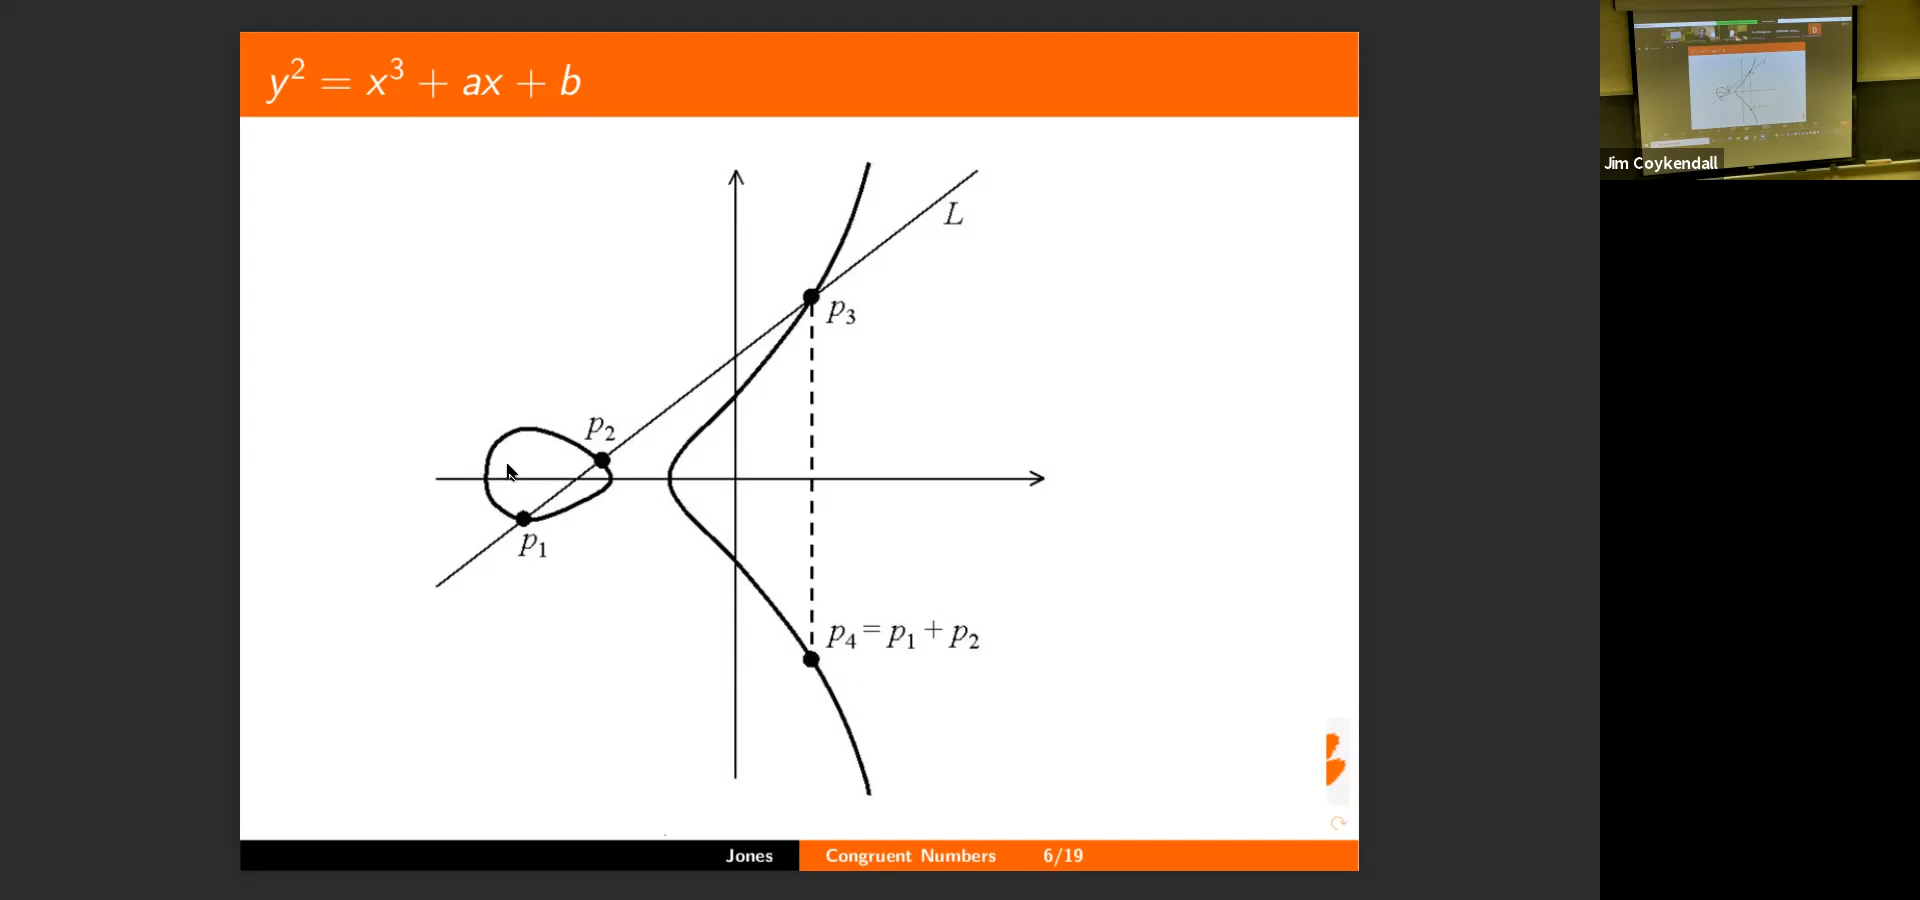 y² = x³ + ax + b
L
p₃
p₂
p₁
p₄ = p₁ + p₂
Jones Congruent Numbers 6/19
Jim Coykendall
D